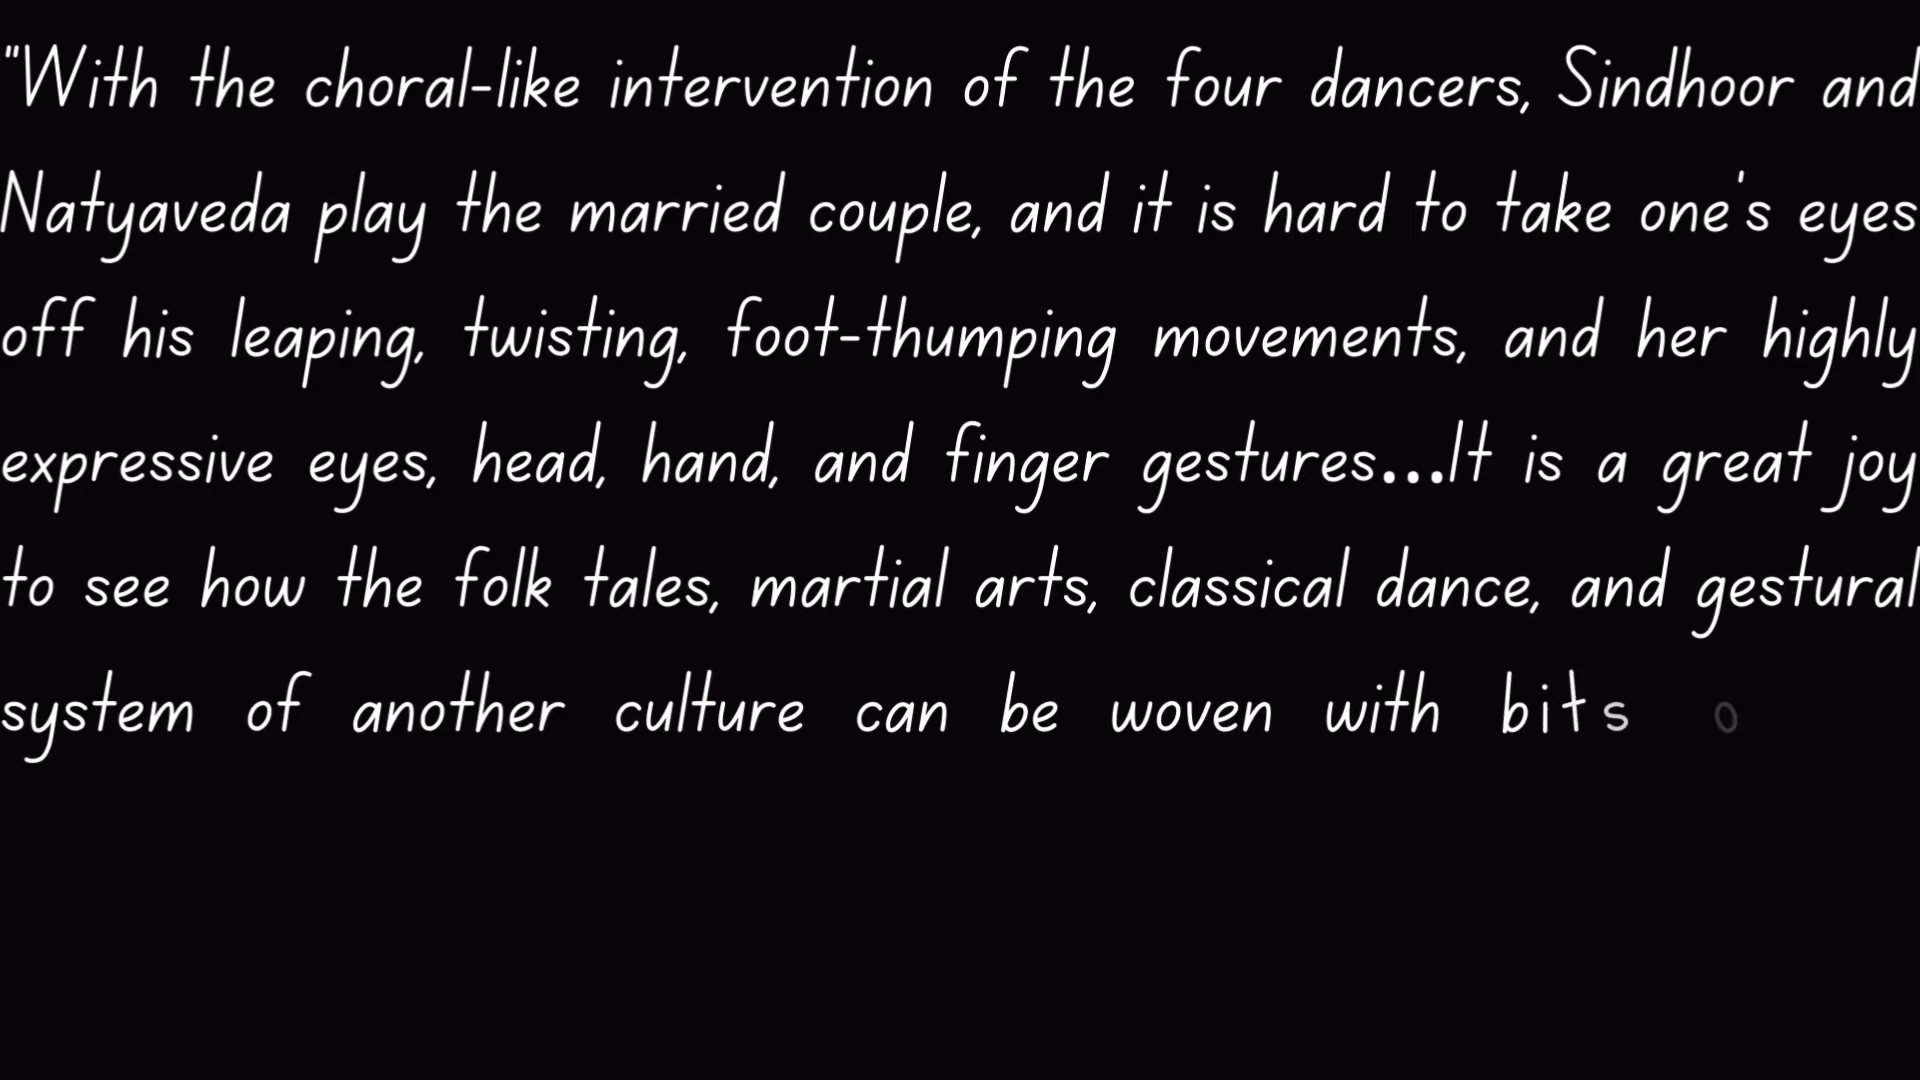 "With the choral-like intervention of the four dancers, Sindhoor and
Natyaveda play the married couple, and it is hard to take one's eyes
off his leaping, twisting, foot-thumping movements, and her highly
expressive eyes, head, hand, and finger gestures...It is a great joy
to see how the folk tales, martial arts, classical dance, and gestural
system of another culture can be woven with bits o